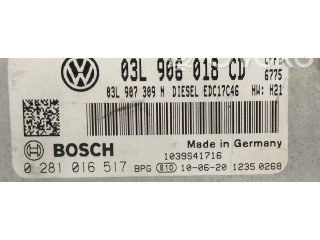 03L 906 018 CD
6775
03L 907 309 N DIESEL EDC17C46 HW: H21
BOSCH
Made in Germany
1039S41716
0 281 016 517 BPG 10-06-20 1235 0268